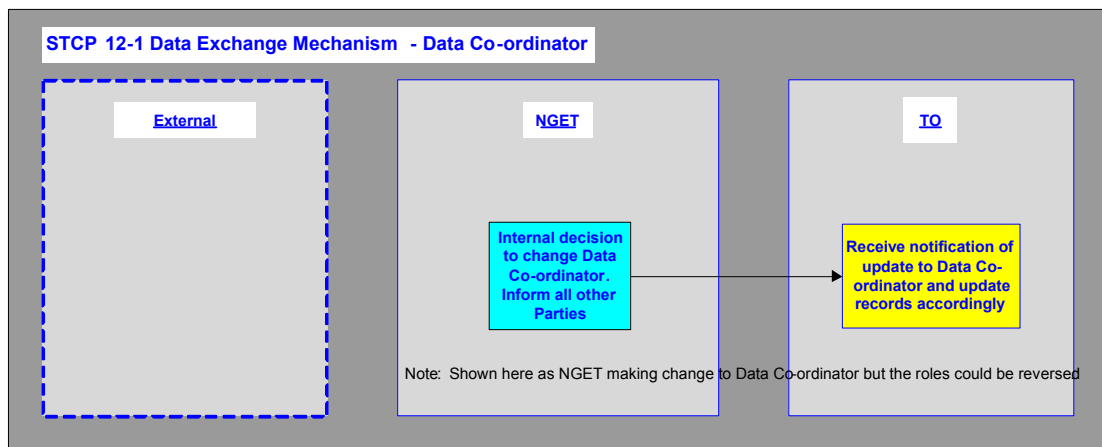 STCP 12-1 Data Exchange Mechanism - Data Co-ordinator
External
NGET
TO
Internal decision
to change Data
Co-ordinator.
Inform all other
Parties
Receive notification of
update to Data Co-
ordinator and update
records accordingly
Note: Shown here as NGET making change to Data Co-ordinator but the roles could be reversed